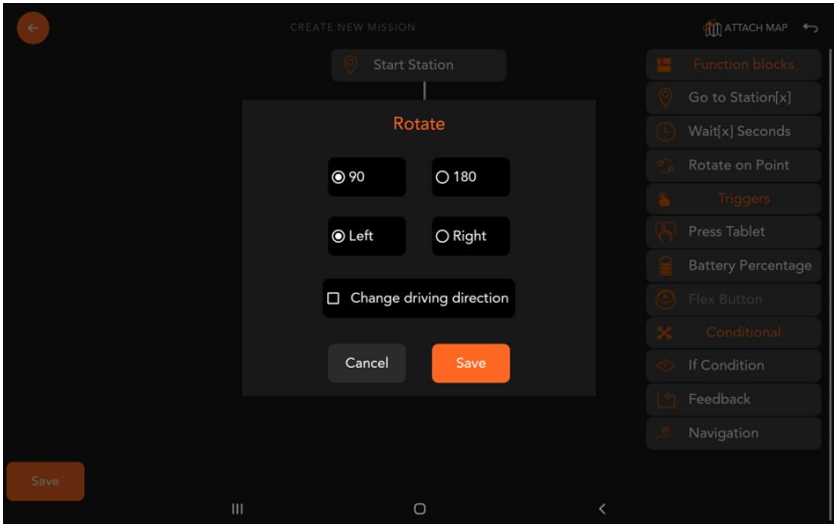 CREATE NEW MISSION
ATTACH MAP
Start Station
Rotate
90
180
Left
Right
Change driving direction
Cancel
Save
Function blocks
Go to Station[x]
Wait[x] Seconds
Rotate on Point
Triggers
Press Tablet
Battery Percentage
Flex Button
Conditional
If Condition
Feedback
Navigation
Save